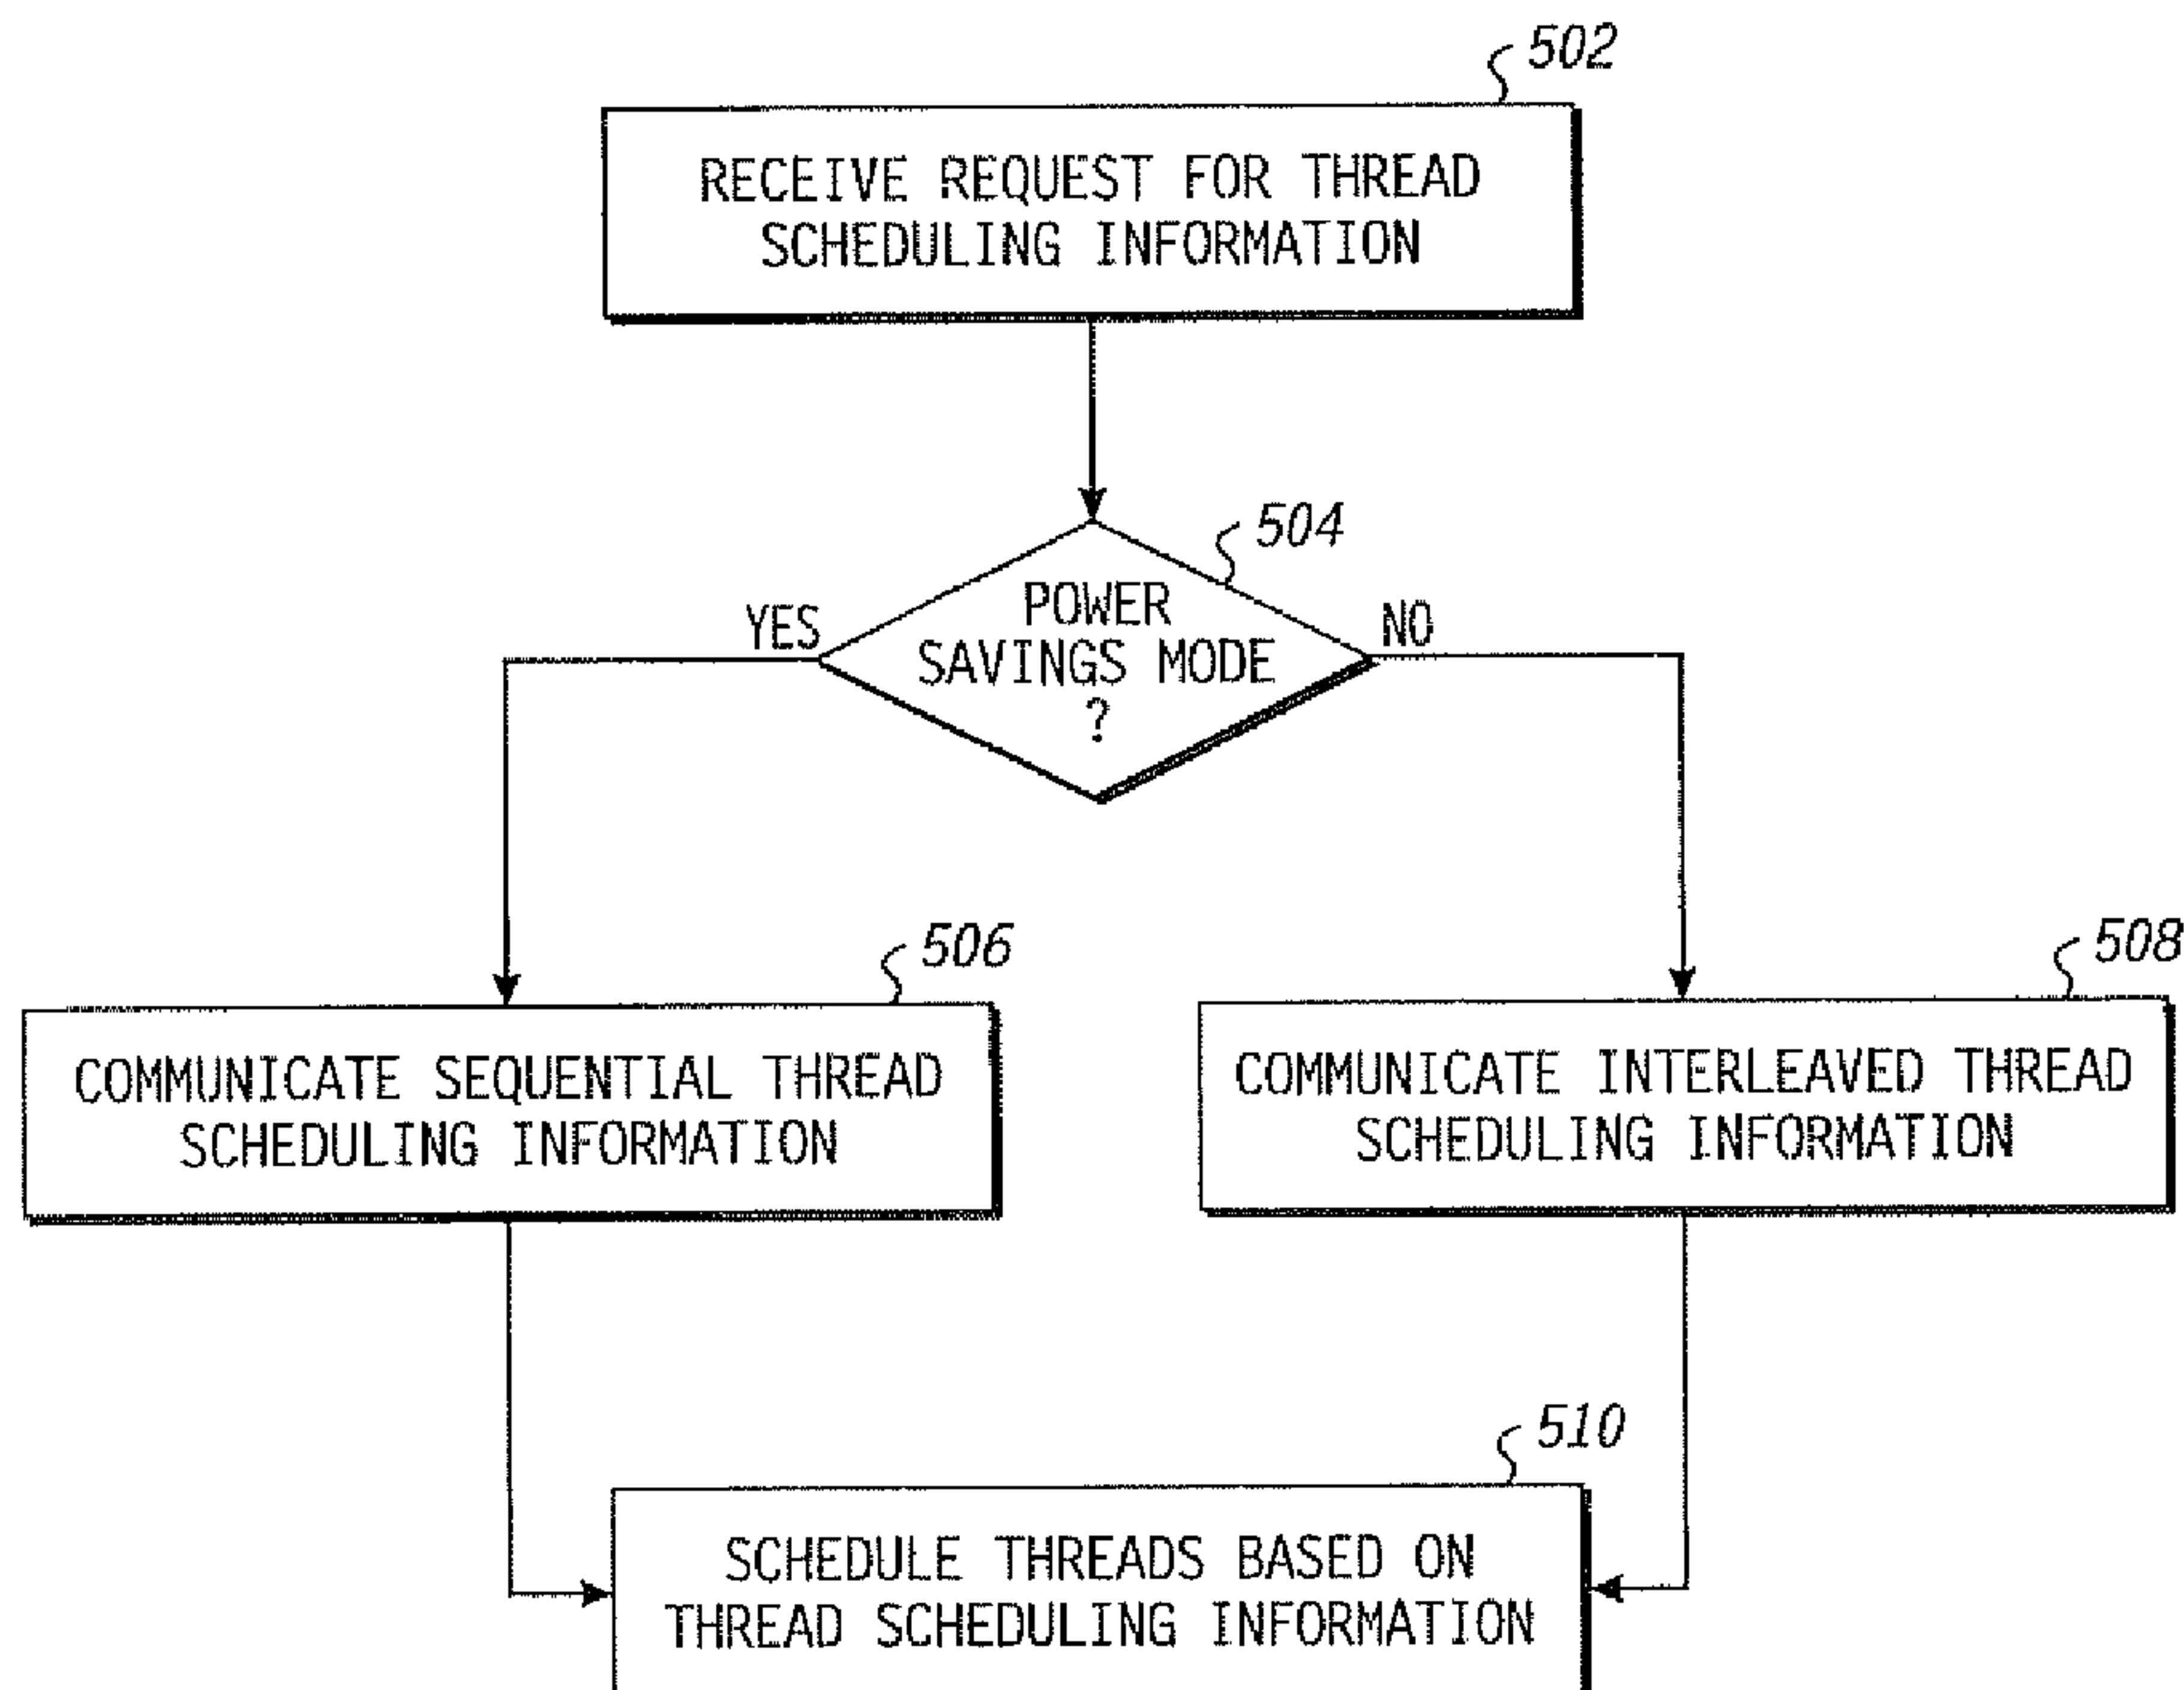 502
RECEIVE REQUEST FOR THREAD
SCHEDULING INFORMATION
504
POWER
SAVINGS MODE
?
YES
NO
506
COMMUNICATE SEQUENTIAL THREAD
SCHEDULING INFORMATION
508
COMMUNICATE INTERLEAVED THREAD
SCHEDULING INFORMATION
510
SCHEDULE THREADS BASED ON
THREAD SCHEDULING INFORMATION